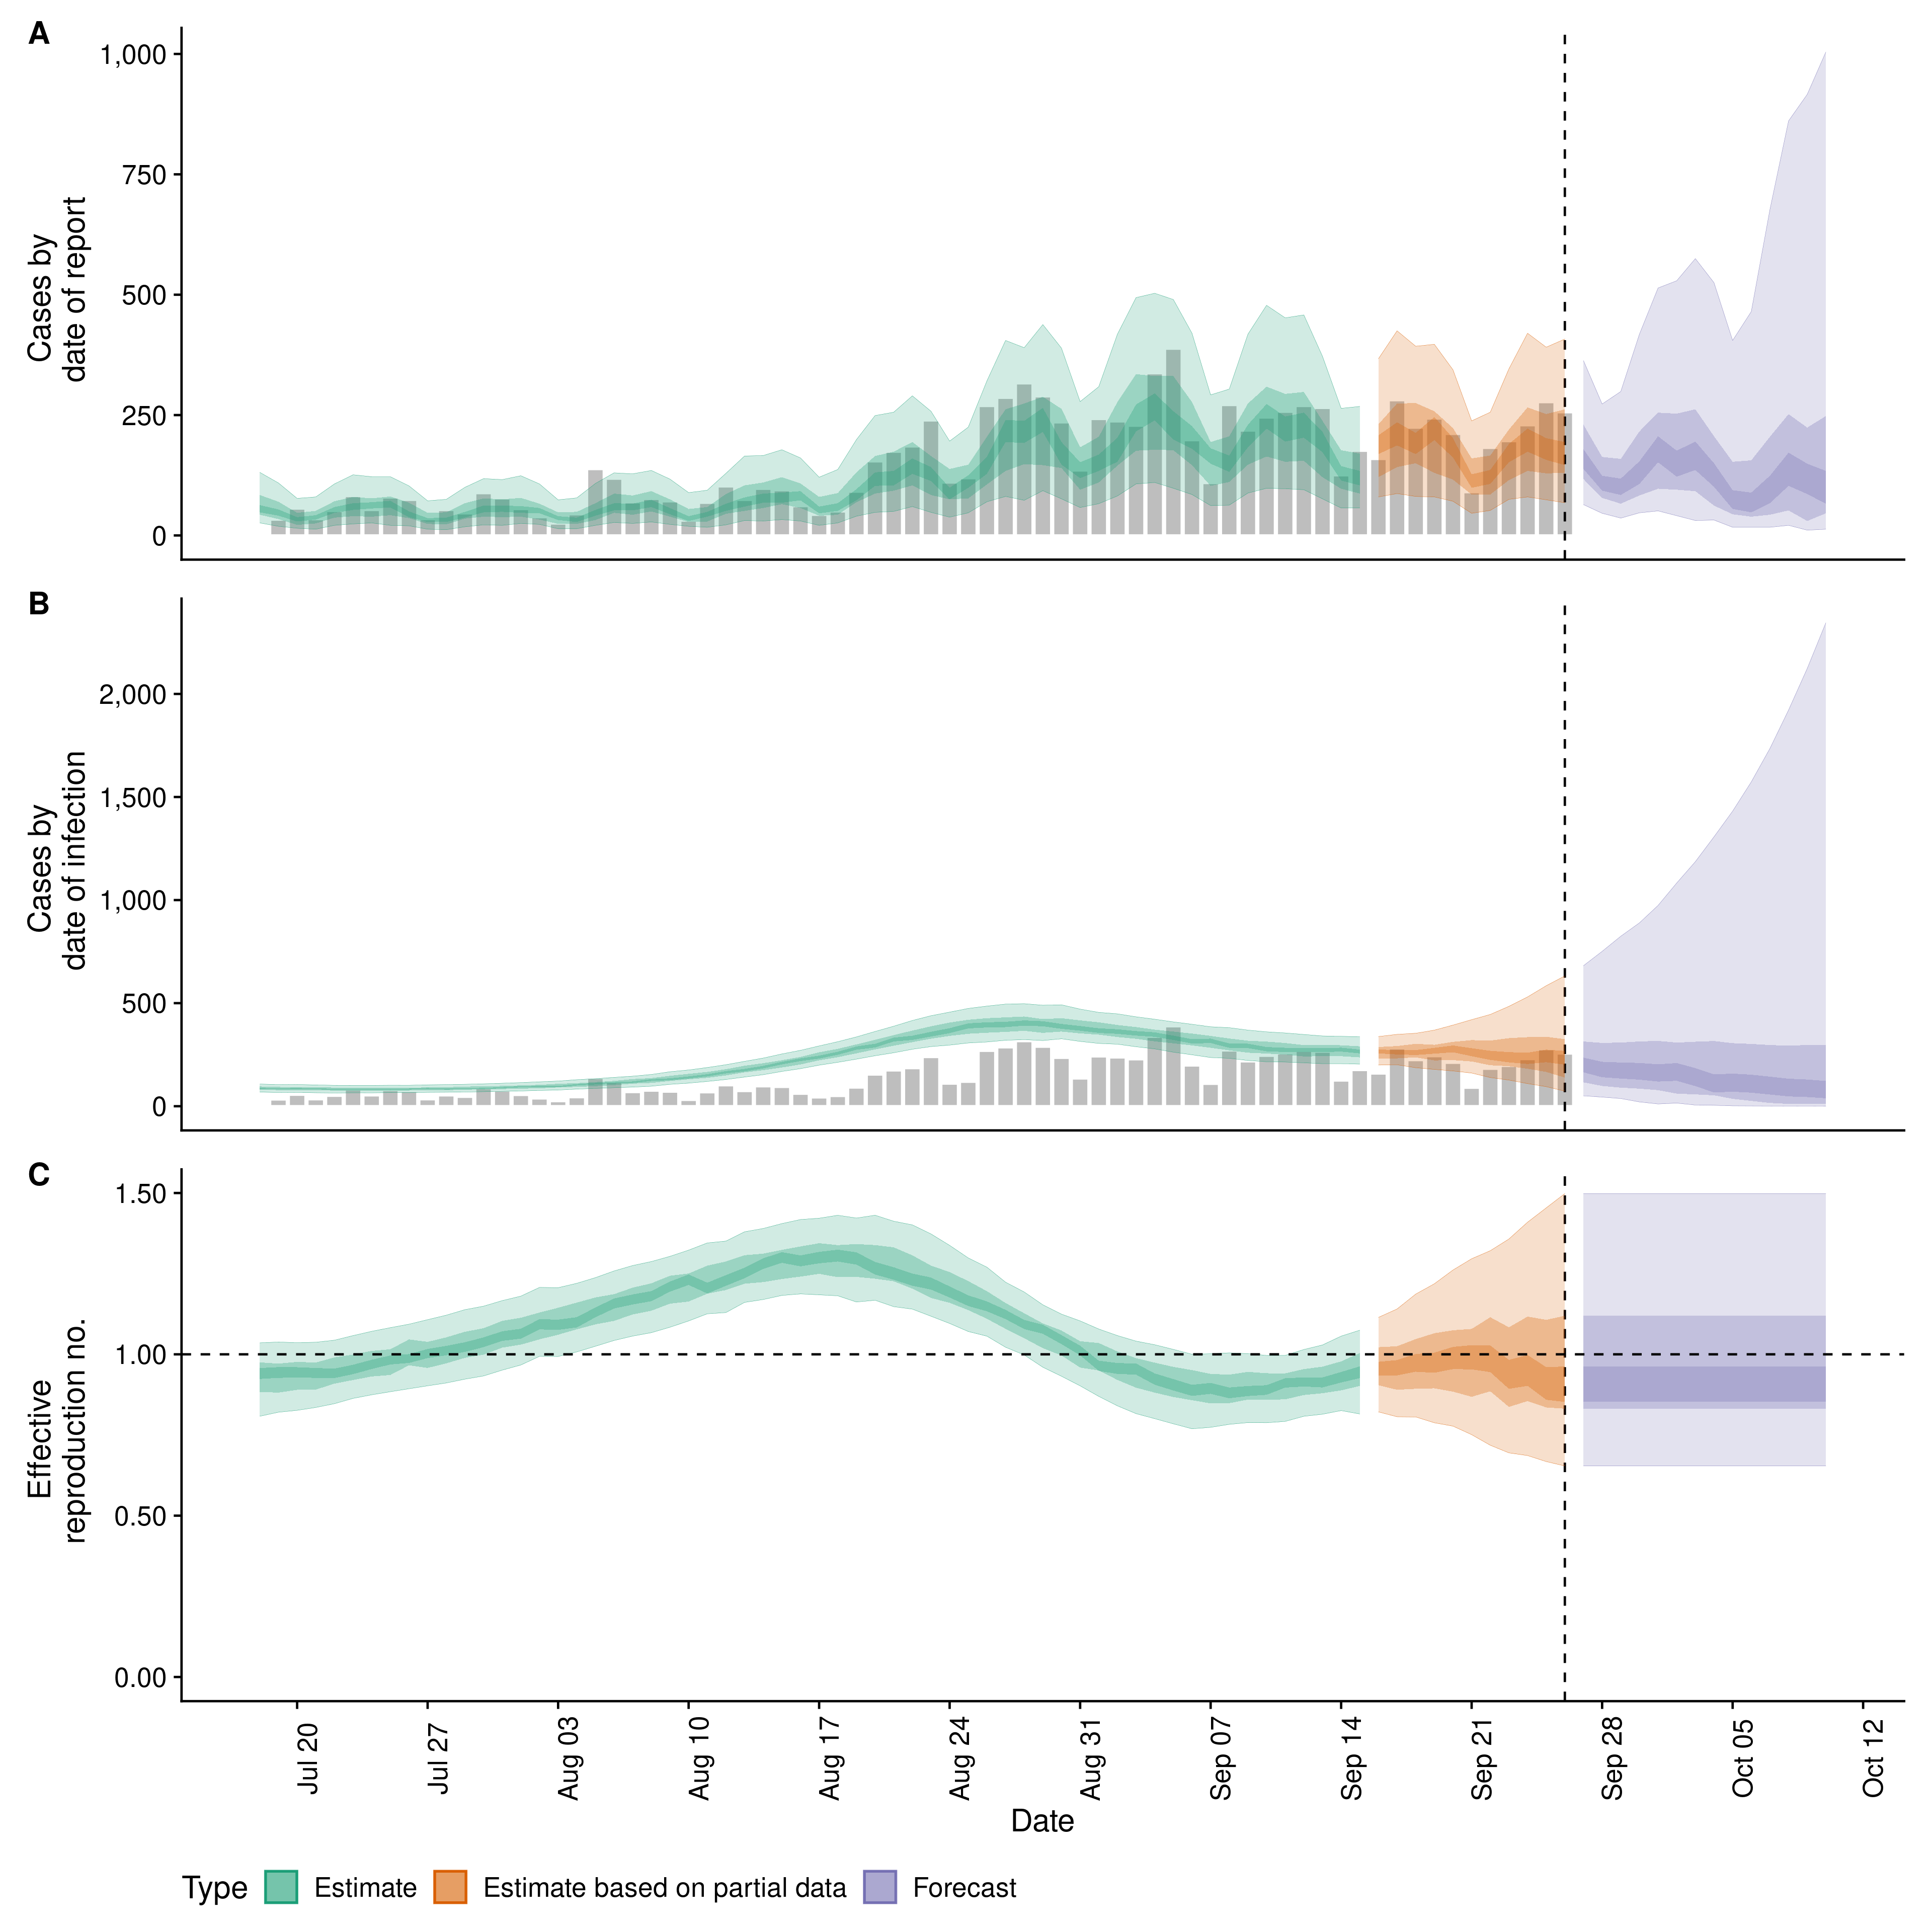 A
1,000
750
500
250
0
Cases by
date of report
B
2,000
1,500
1,000
500
0
Cases by
date of infection
C
1.50
1.00
0.50
0.00
Effective
reproduction no.
Jul 20
Jul 27
Aug 03
Aug 10
Aug 17
Aug 24
Aug 31
Sep 07
Sep 14
Sep 21
Sep 28
Oct 05
Oct 12
Date
Type Estimate Estimate based on partial data Forecast